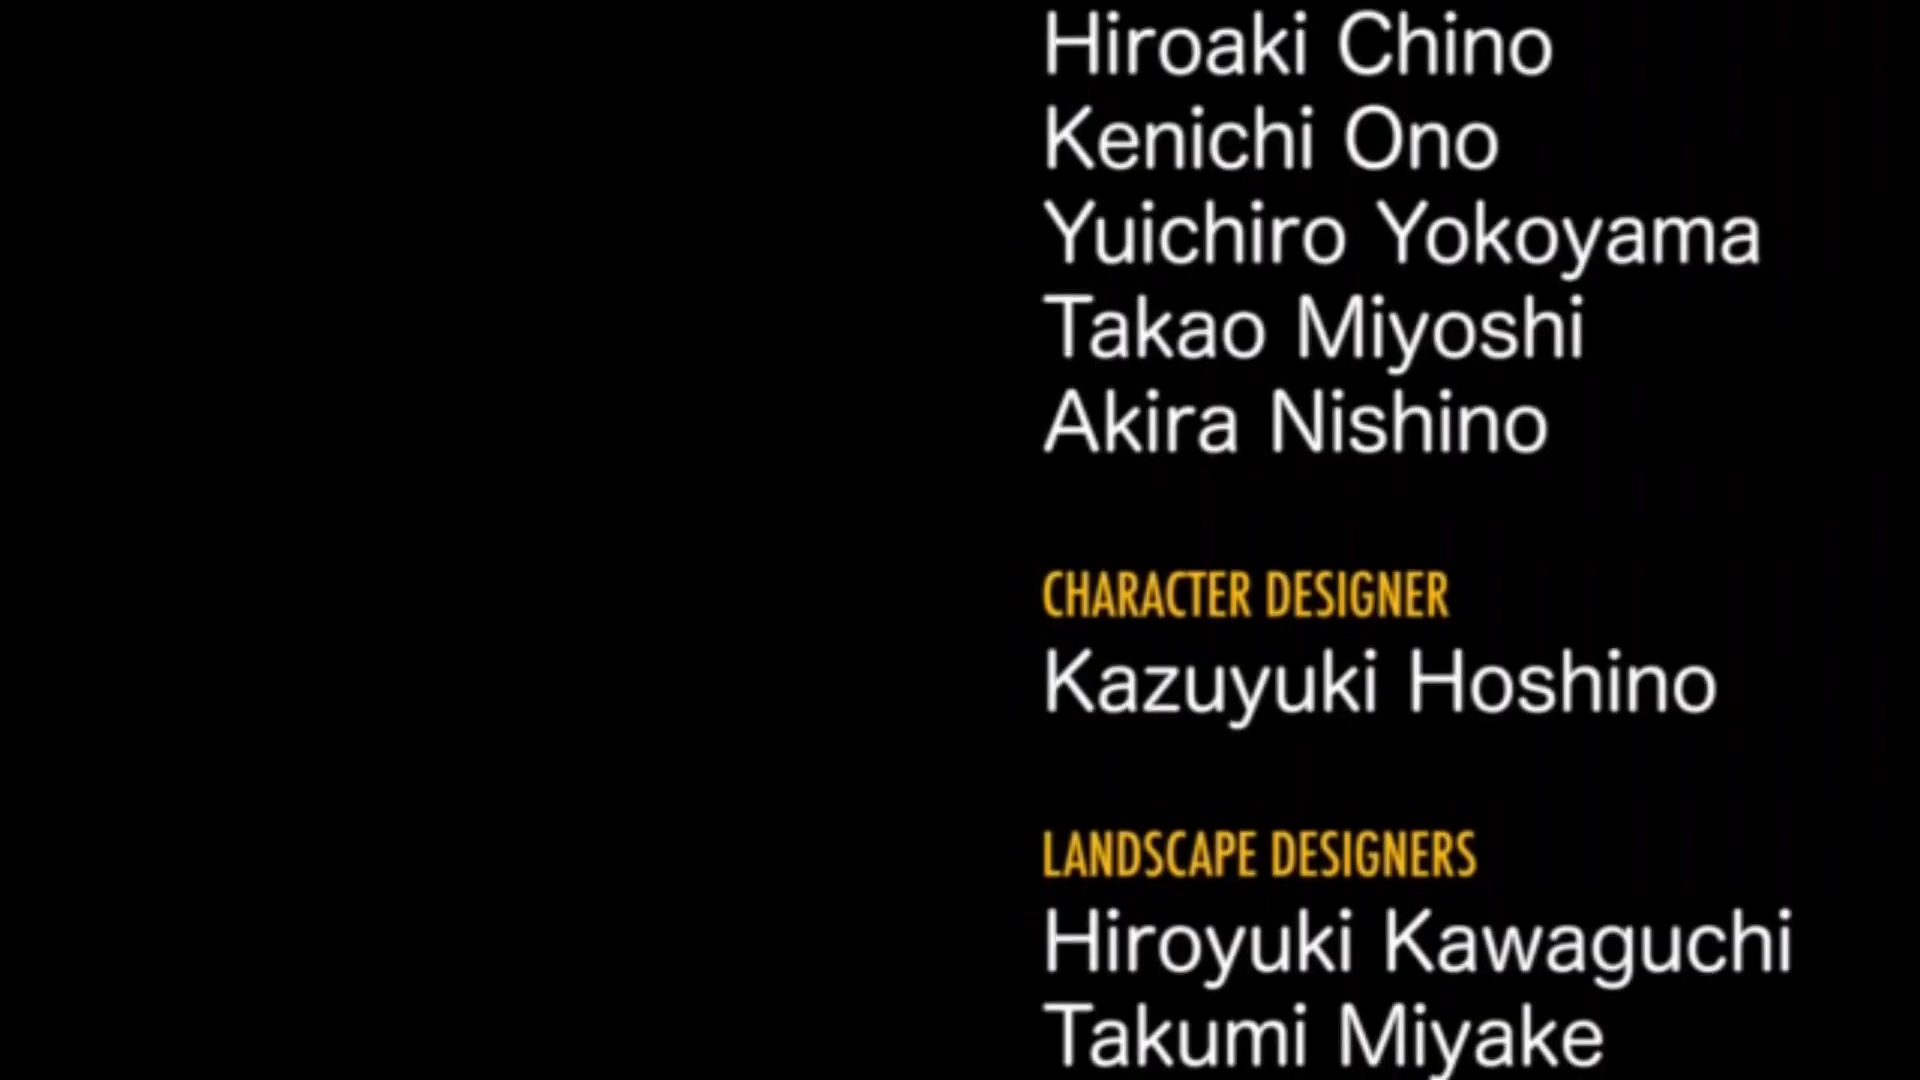 Hiroaki Chino
Kenichi Ono
Yuichiro Yokoyama
Takao Miyoshi
Akira Nishino
CHARACTER DESIGNER
Kazuyuki Hoshino
LANDSCAPE DESIGNERS
Hiroyuki Kawaguchi
Takumi Miyake